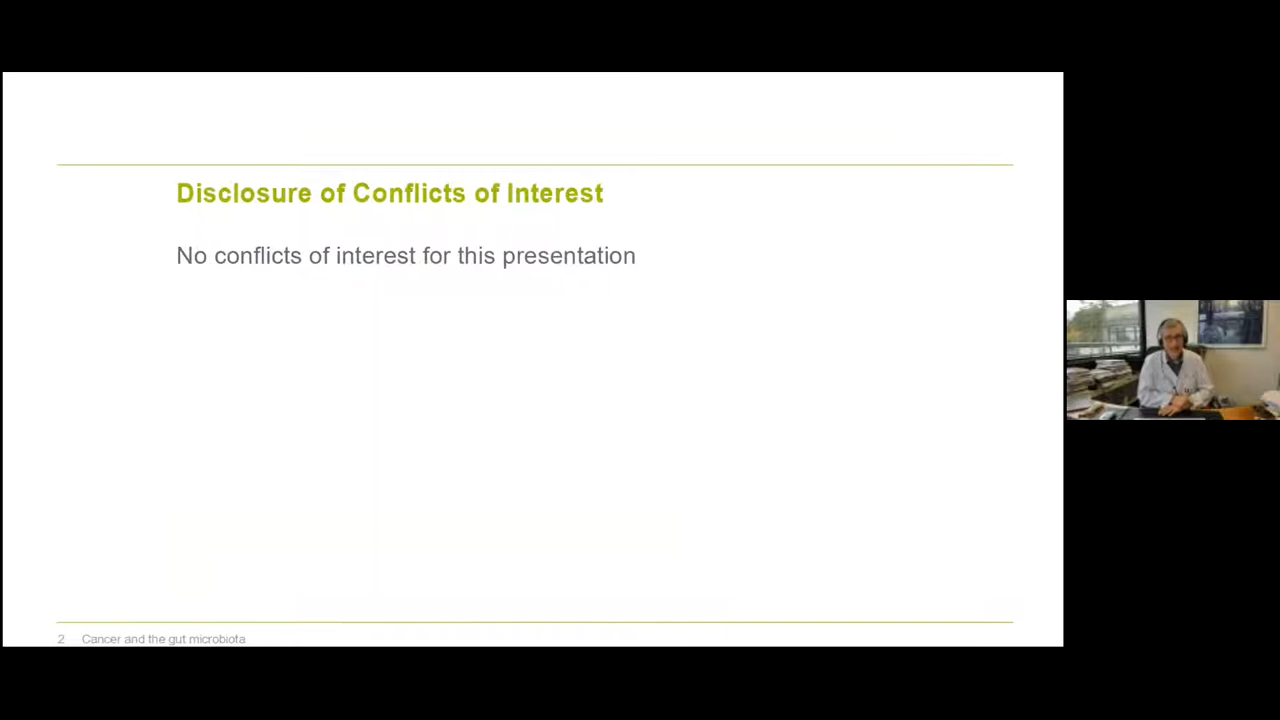 Disclosure of Conflicts of Interest
No conflicts of interest for this presentation
2 Cancer and the gut microbiota